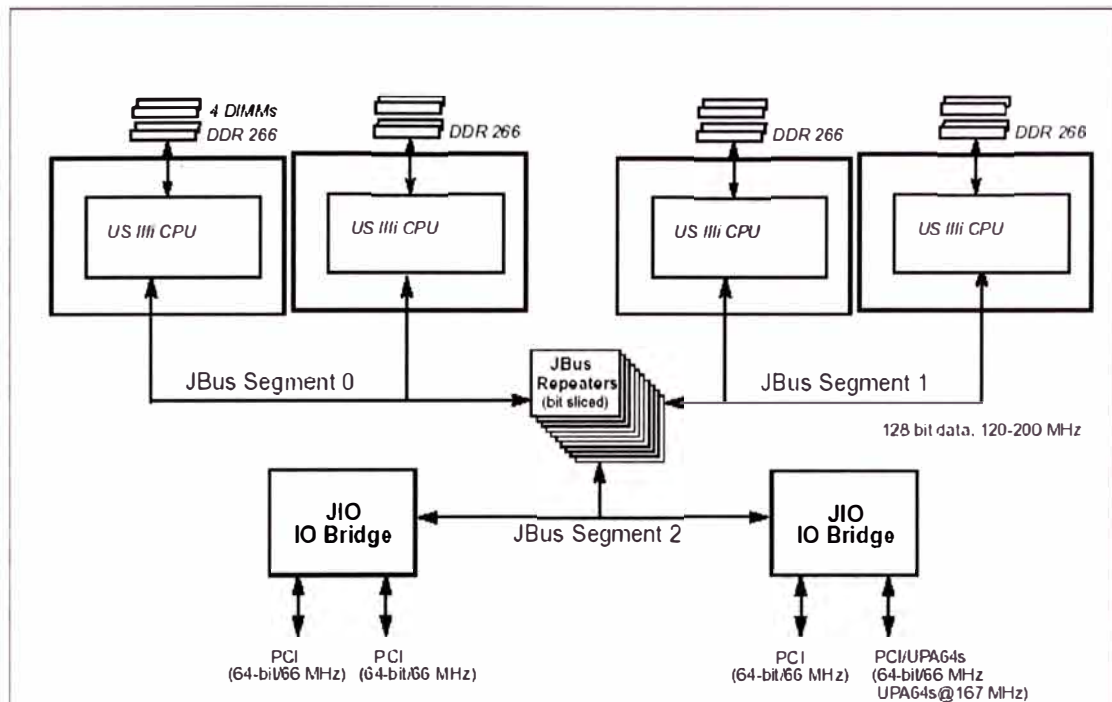 4 DIMMs
DDR 266
DDR 266
DDR 266
DDR 266
US IIIi CPU
US IIIi CPU
US IIIi CPU
US IIIi CPU
JBus Segment 0
JBus
Repeaters
(bit sliced)
JBus Segment 1
128 bit data, 120-200 MHz
JIO
IO Bridge
JBus Segment 2
JIO
IO Bridge
PCI
(64-bit/66 MHz)
PCI
(64-bit/66 MHz)
PCI
(64-bit/66 MHz)
PCI/UPA64s
(64-bit/66 MHz
UPA64s@167 MHz)